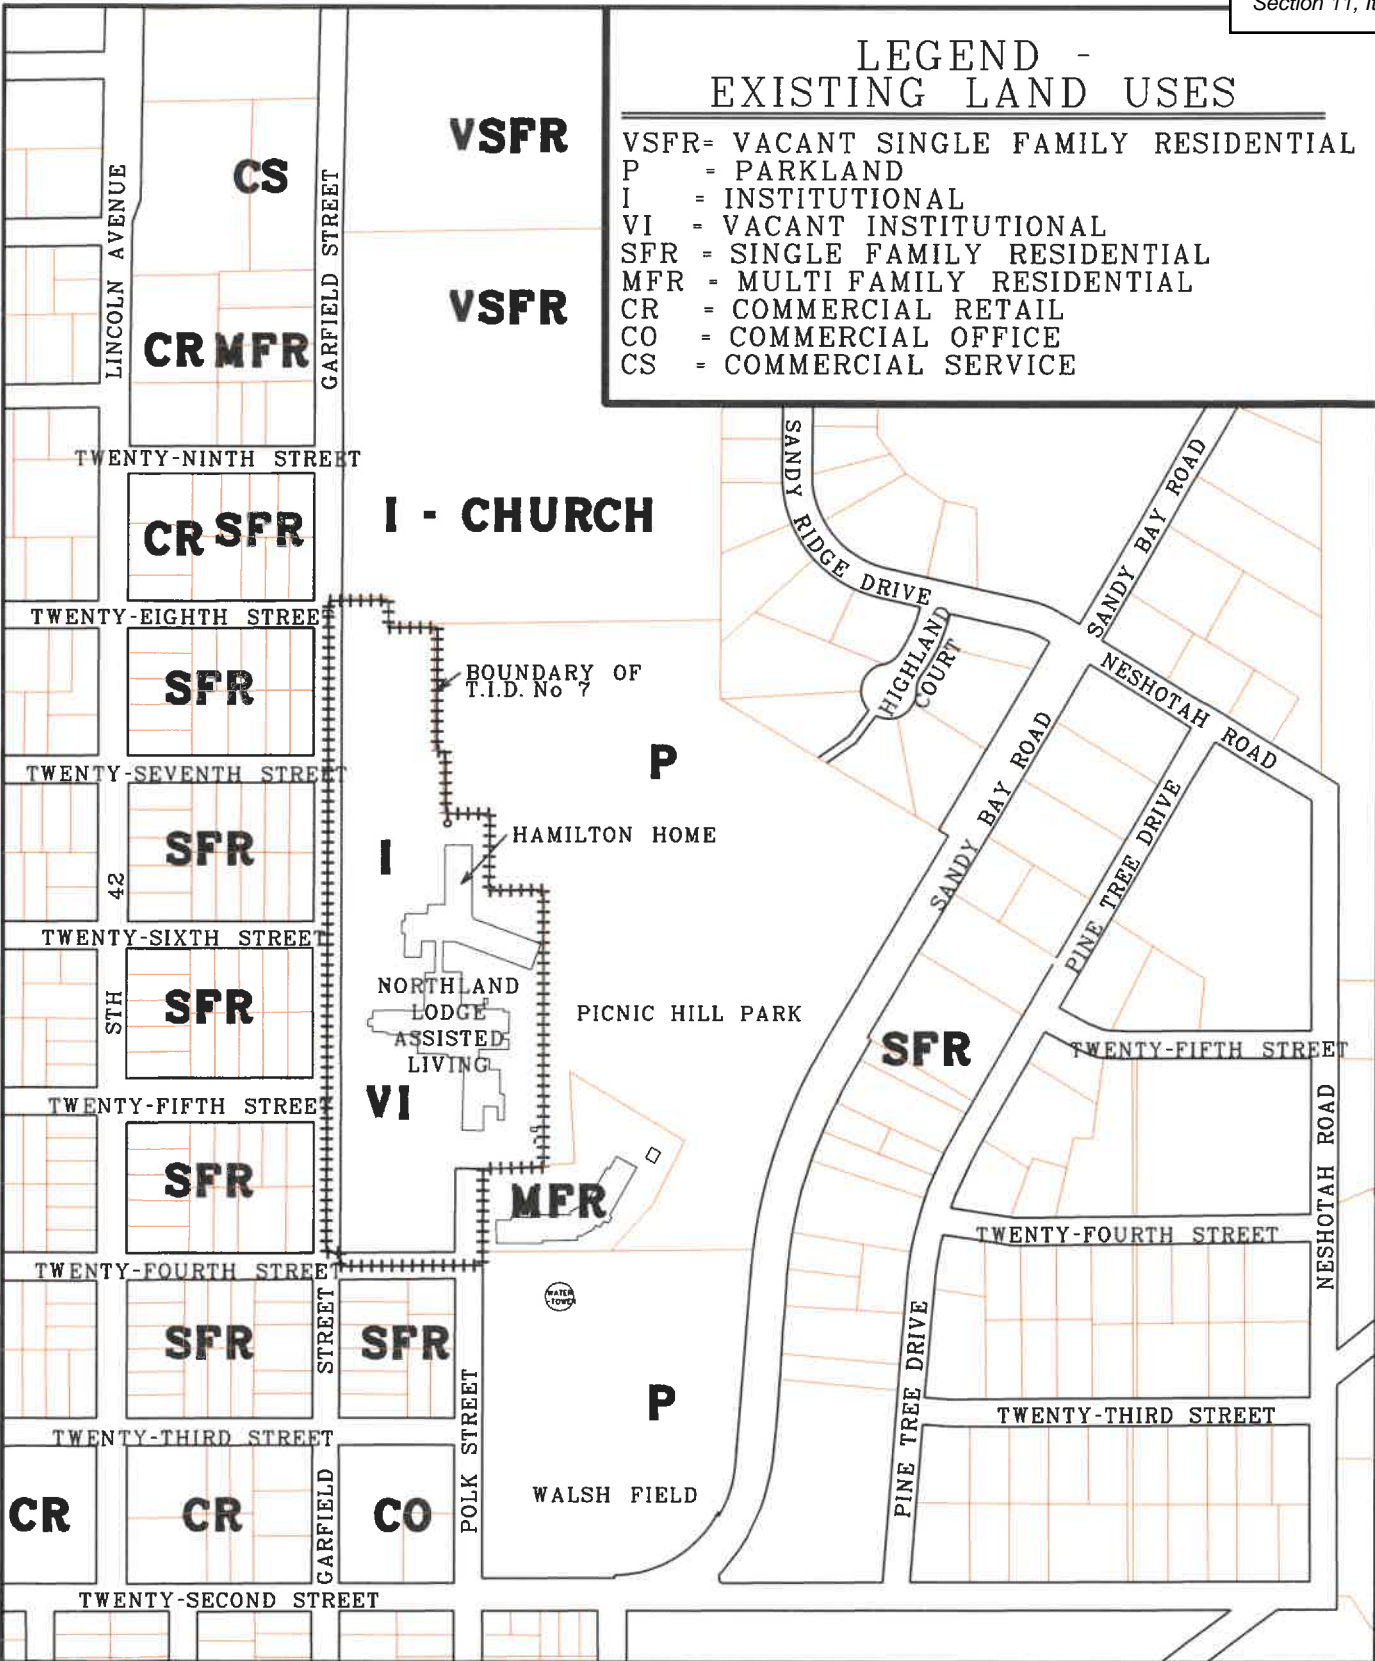 Section 11, It
LEGEND -
EXISTING LAND USES
VSFR= VACANT SINGLE FAMILY RESIDENTIAL
P = PARKLAND
I = INSTITUTIONAL
VI = VACANT INSTITUTIONAL
SFR = SINGLE FAMILY RESIDENTIAL
MFR = MULTI FAMILY RESIDENTIAL
CR = COMMERCIAL RETAIL
CO = COMMERCIAL OFFICE
CS = COMMERCIAL SERVICE
VSFR
CS
LINCOLN AVENUE
GARFIELD STREET
VSFR
CR MFR
TWENTY-NINTH STREET
SANDY RIDGE DRIVE
SANDY BAY ROAD
I - CHURCH
CR SFR
TWENTY-EIGHTH STREE
HIGHLAND
COURT
NESHOTAH ROAD
BOUNDARY OF
T.I.D. No 7
SFR
P
TWENTY-SEVENTH STREET
SANDY BAY ROAD
PINE TREE DRIVE
HAMILTON HOME
SFR
I
42
TWENTY-SIXTH STREET
NORTHLAND
LODGE
ASSISTED
LIVING
PICNIC HILL PARK
SFR
STH
SFR
TWENTY-FIFTH STREET
VI
TWENTY-FIFTH STREET
NESHOTAH ROAD
SFR
MFR
TWENTY-FOURTH STREET
TWENTY-FOURTH STREET
WATER
TOWER
SFR
STREET
SFR
PINE TREE DRIVE
P
POLK STREET
TWENTY-THIRD STREET
TWENTY-THIRD STREET
WALSH FIELD
CR
CR
GARFIELD
CO
TWENTY-SECOND STREET